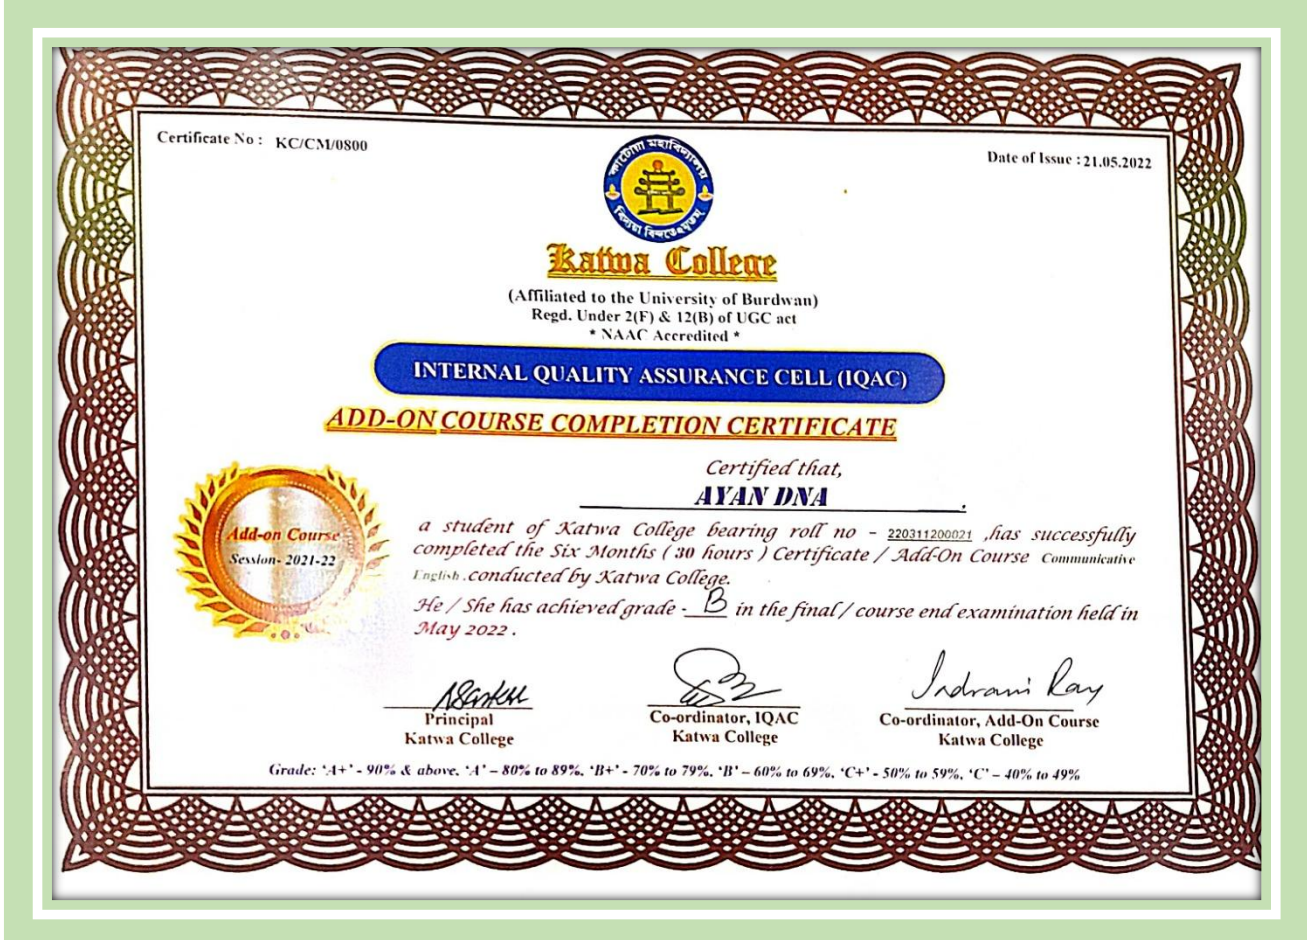 Certificate No : KC/CM/0800
Date of Issue : 21.05.2022
কাটোয়া মহাবিদ্যালয়
বিদ্যয়া বিন্দতেঽমৃতম্
Katwa College
(Affiliated to the University of Burdwan)
Regd. Under 2(F) & 12(B) of UGC act
* NAAC Accredited *
INTERNAL QUALITY ASSURANCE CELL (IQAC)
ADD-ON COURSE COMPLETION CERTIFICATE
Certified that,
AYAN DNA .
Add-on Course
Session- 2021-22
a student of Katwa College bearing roll no - 220311200021 ,has successfully
completed the Six Months ( 30 hours ) Certificate / Add-On Course Communicative
English .conducted by Katwa College.
He / She has achieved grade - B in the final / course end examination held in
May 2022 .
Indrani Ray
Principal
Katwa College
Co-ordinator, IQAC
Katwa College
Co-ordinator, Add-On Course
Katwa College
Grade: 'A+' - 90% & above, 'A' – 80% to 89%, 'B+' - 70% to 79%, 'B' – 60% to 69%, 'C+' - 50% to 59%, 'C' – 40% to 49%